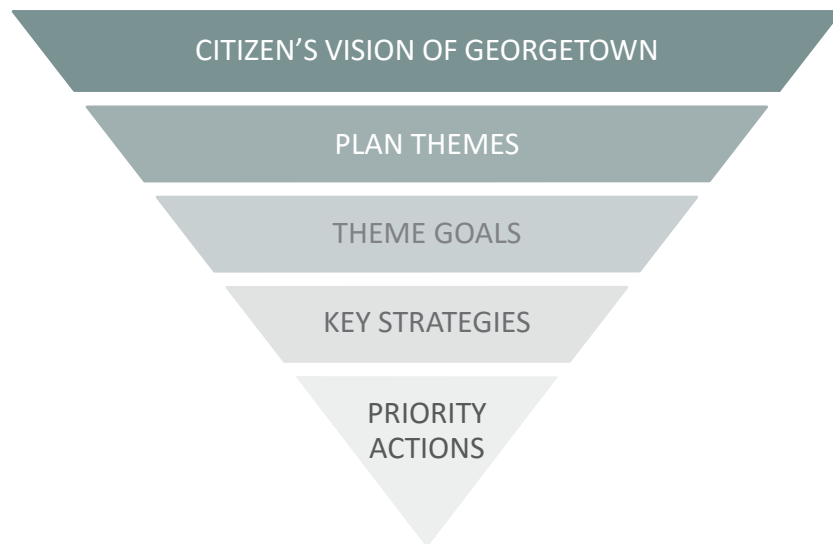 CITIZEN’S VISION OF GEORGETOWN
PLAN THEMES
THEME GOALS
KEY STRATEGIES
PRIORITY
ACTIONS